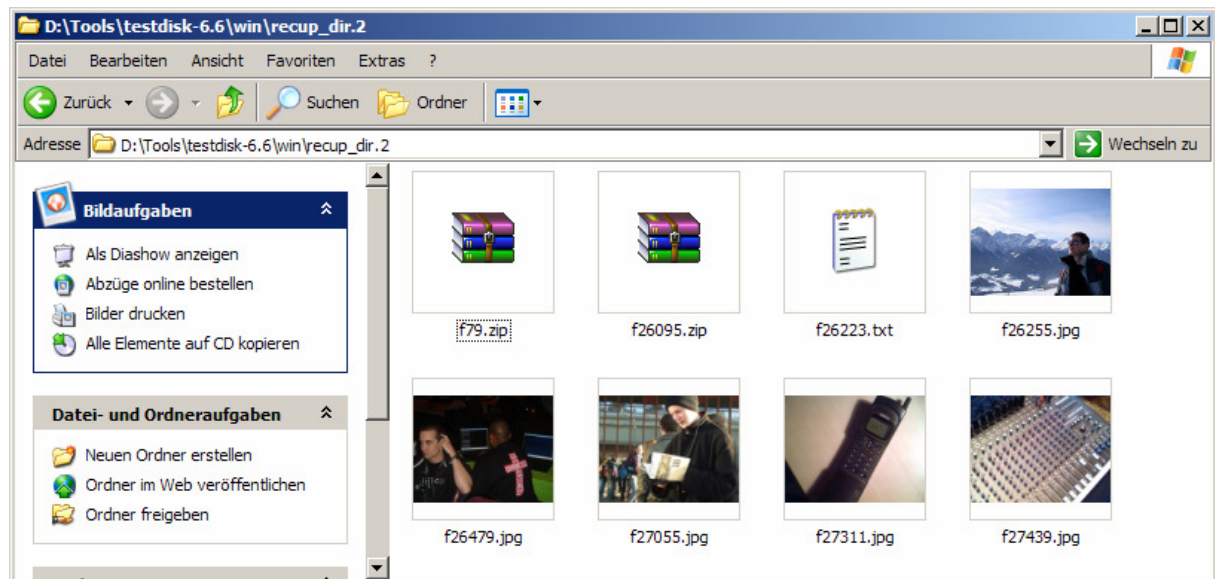 D:\Tools\testdisk-6.6\win\recup_dir.2
Datei Bearbeiten Ansicht Favoriten Extras ?
Zurück Suchen Ordner
Adresse D:\Tools\testdisk-6.6\win\recup_dir.2 Wechseln zu
Bildaufgaben
Als Diashow anzeigen
Abzüge online bestellen
Bilder drucken
Alle Elemente auf CD kopieren
Datei- und Ordneraufgaben
Neuen Ordner erstellen
Ordner im Web veröffentlichen
Ordner freigeben
f79.zip f26095.zip f26223.txt f26255.jpg
f26479.jpg f27055.jpg f27311.jpg f27439.jpg